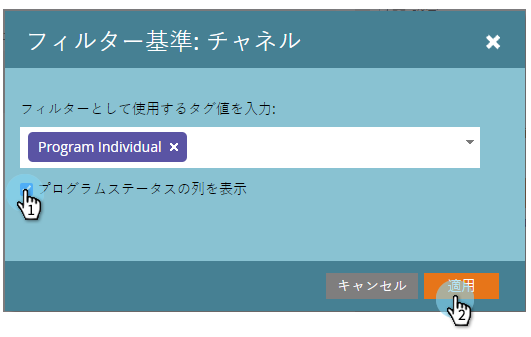 フィルター基準: チャネル
フィルターとして使用するタグ値を入力:
Program Individual
プログラムステータスの列を表示
1
キャンセル 適用
2